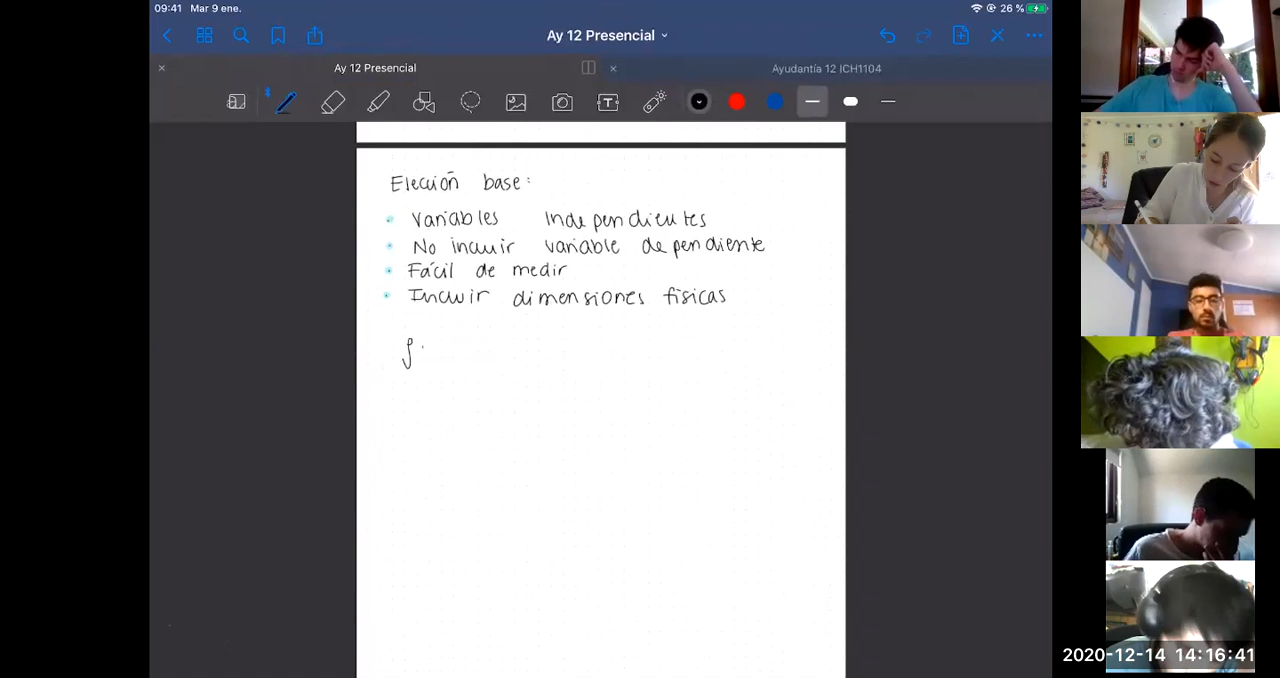 09:41 Mar 9 ene.
26 %
Ay 12 Presencial
Ay 12 Presencial
Ayudantía 12 ICH1104
Elección base:
• Variables Independientes
• No incluir variable dependiente
• Fácil de medir
• Incluir dimensiones físicas
2020-12-14 14:16:41